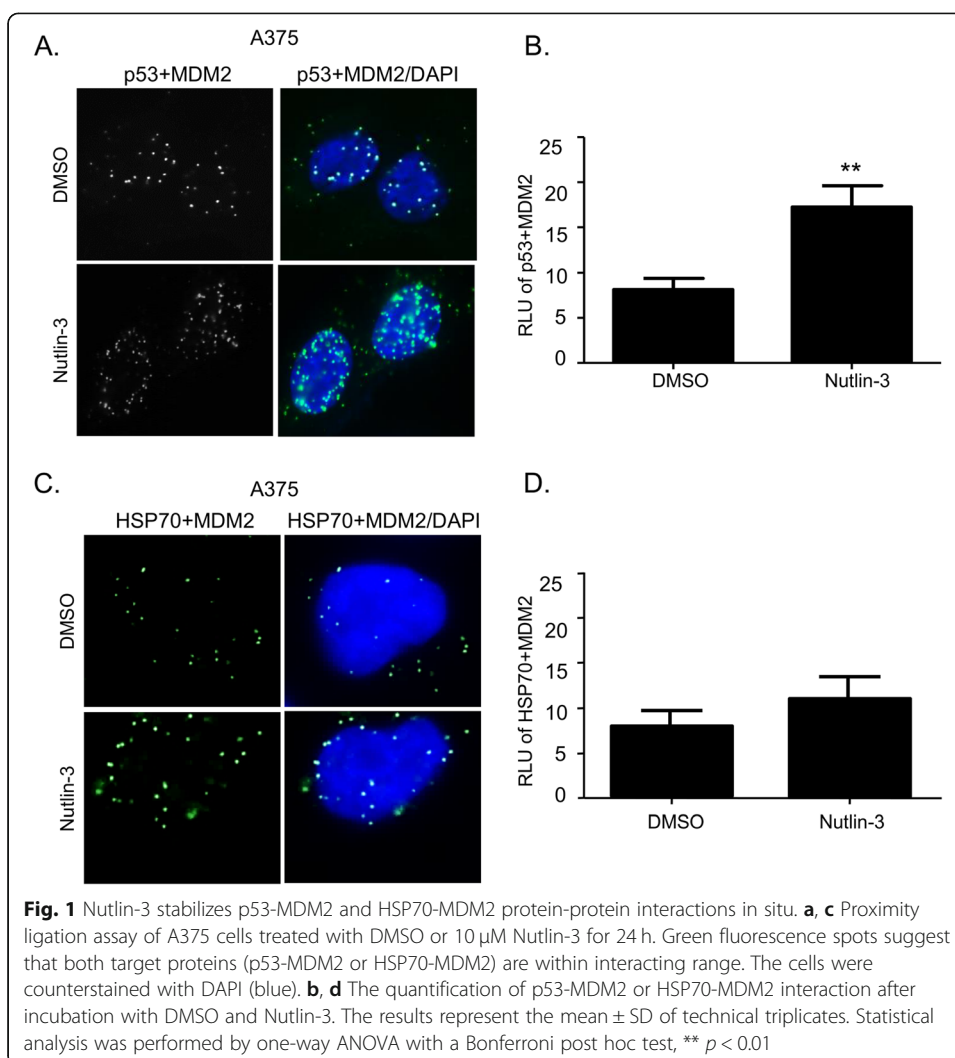 A.
A375
p53+MDM2 p53+MDM2/DAPI
DMSO
Nutlin-3
B.
RLU of p53+MDM2
25
20
15
10
5
0
**
DMSO Nutlin-3
C.
A375
HSP70+MDM2 HSP70+MDM2/DAPI
DMSO
Nutlin-3
D.
RLU of HSP70+MDM2
25
20
15
10
5
0
DMSO Nutlin-3
Fig. 1 Nutlin-3 stabilizes p53-MDM2 and HSP70-MDM2 protein-protein interactions in situ. a, c Proximity
ligation assay of A375 cells treated with DMSO or 10 μM Nutlin-3 for 24 h. Green fluorescence spots suggest
that both target proteins (p53-MDM2 or HSP70-MDM2) are within interacting range. The cells were
counterstained with DAPI (blue). b, d The quantification of p53-MDM2 or HSP70-MDM2 interaction after
incubation with DMSO and Nutlin-3. The results represent the mean ± SD of technical triplicates. Statistical
analysis was performed by one-way ANOVA with a Bonferroni post hoc test, ** p < 0.01